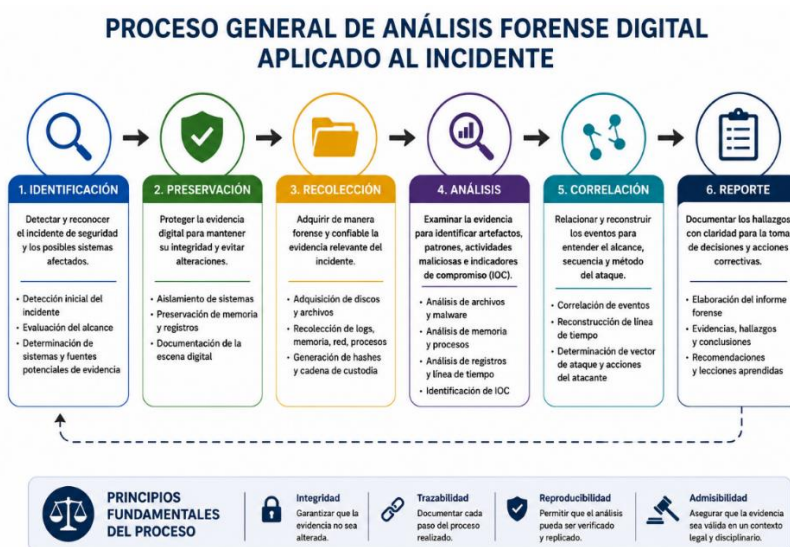 PROCESO GENERAL DE ANÁLISIS FORENSE DIGITAL
APLICADO AL INCIDENTE
1. IDENTIFICACIÓN
Detectar y reconocer
el incidente de seguridad
y los posibles sistemas
afectados.
• Detección inicial del
incidente
• Evaluación del alcance
• Determinación de
sistemas y fuentes
potenciales de evidencia
2. PRESERVACIÓN
Proteger la evidencia
digital para mantener
su integridad y evitar
alteraciones.
• Aislamiento de sistemas
• Preservación de memoria
y registros
• Documentación de la
escena digital
3. RECOLECCIÓN
Adquirir de manera
forense y confiable la
evidencia relevante del
incidente.
• Adquisición de discos
y archivos
• Recolección de logs,
memoria, red, procesos
• Generación de hashes
y cadena de custodia
4. ANÁLISIS
Examinar la evidencia
para identificar artefactos,
patrones, actividades
maliciosas e indicadores
de compromiso (IOC).
• Análisis de archivos
y malware
• Análisis de memoria
y procesos
• Análisis de registros
y línea de tiempo
• Identificación de IOC
5. CORRELACIÓN
Relacionar y reconstruir
los eventos para
entender el alcance,
secuencia y método
del ataque.
• Correlación de eventos
• Reconstrucción de línea
de tiempo
• Determinación de vector
de ataque y acciones
del atacante
6. REPORTE
Documentar los hallazgos
con claridad para la toma
de decisiones y acciones
correctivas.
• Elaboración del informe
forense
• Evidencias, hallazgos
y conclusiones
• Recomendaciones
y lecciones aprendidas
PRINCIPIOS
FUNDAMENTALES
DEL PROCESO
Integridad
Garantizar que la
evidencia no sea
alterada.
Trazabilidad
Documentar cada
paso del proceso
realizado.
Reproducibilidad
Permitir que el análisis
pueda ser verificado
y replicado.
Admisibilidad
Asegurar que la evidencia
sea válida en un contexto
legal y disciplinario.